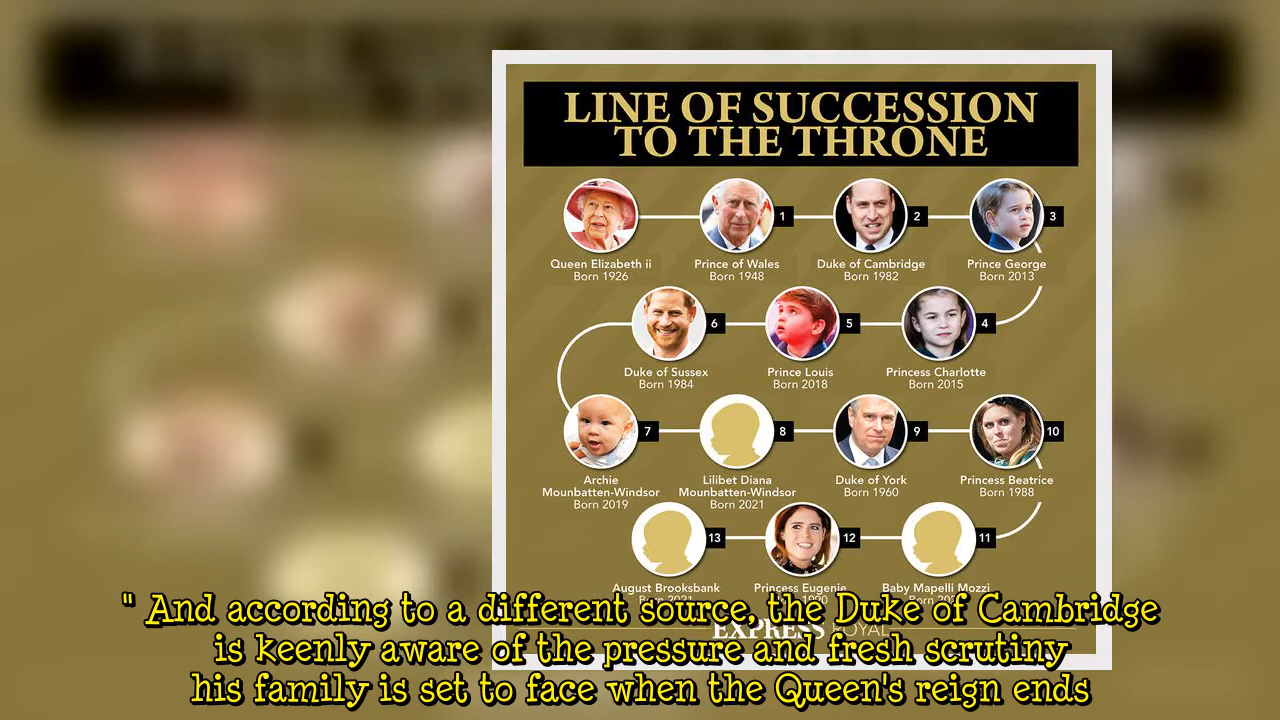 LINE OF SUCCESSION
TO THE THRONE
1
2
3
Queen Elizabeth ii
Born 1926
Prince of Wales
Born 1948
Duke of Cambridge
Born 1982
Prince George
Born 2013
6
5
4
Duke of Sussex
Born 1984
Prince Louis
Born 2018
Princess Charlotte
Born 2015
7
8
9
10
Archie
Mounbatten-Windsor
Born 2019
Lilibet Diana
Mounbatten-Windsor
Born 2021
Duke of York
Born 1960
Princess Beatrice
Born 1988
13
12
11
August Brooksbank
Princess Eugenie
Baby Mapelli Mozzi
EXPRESS ROYAL
" And according to a different source, the Duke of Cambridge
is keenly aware of the pressure and fresh scrutiny
his family is set to face when the Queen's reign ends